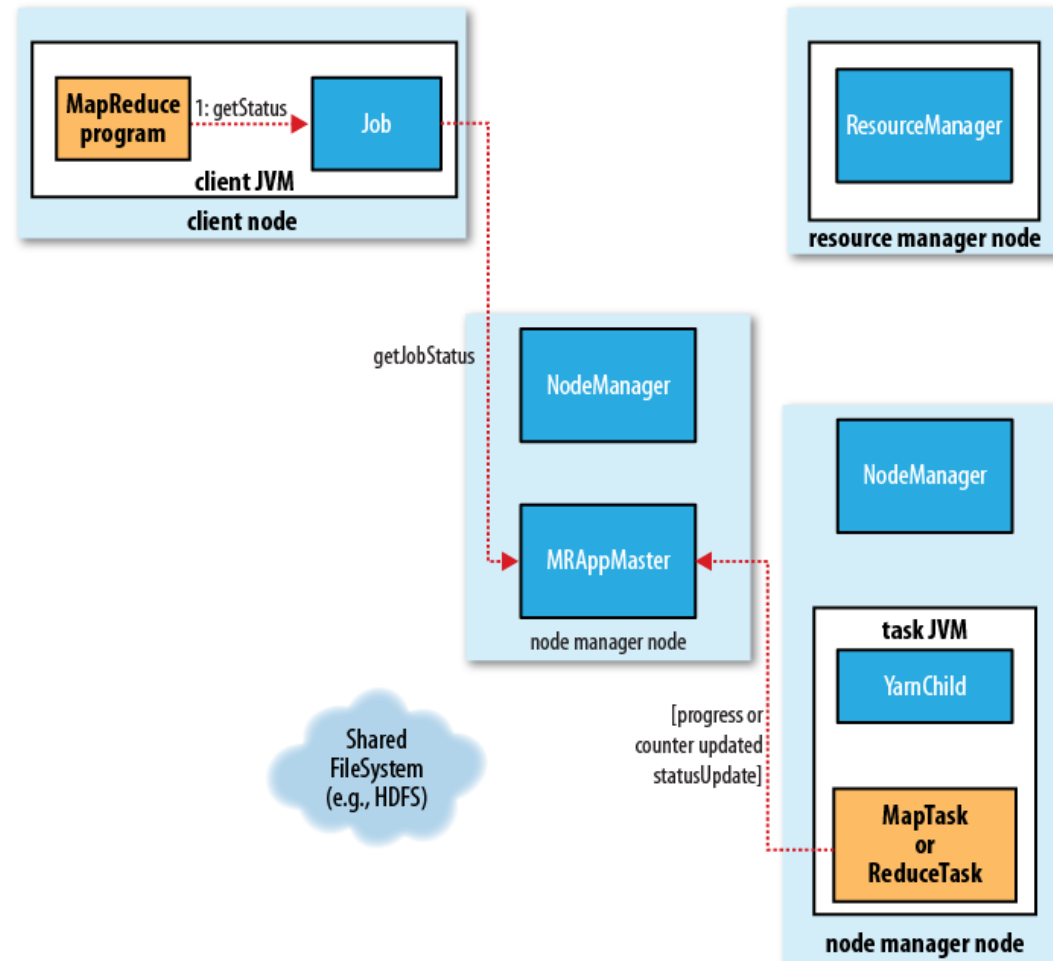 MapReduce
program
1: getStatus
Job
client JVM
client node
ResourceManager
resource manager node
getJobStatus
NodeManager
MRAppMaster
node manager node
NodeManager
task JVM
YarnChild
[progress or
counter updated
statusUpdate]
MapTask
or
ReduceTask
node manager node
Shared
FileSystem
(e.g., HDFS)